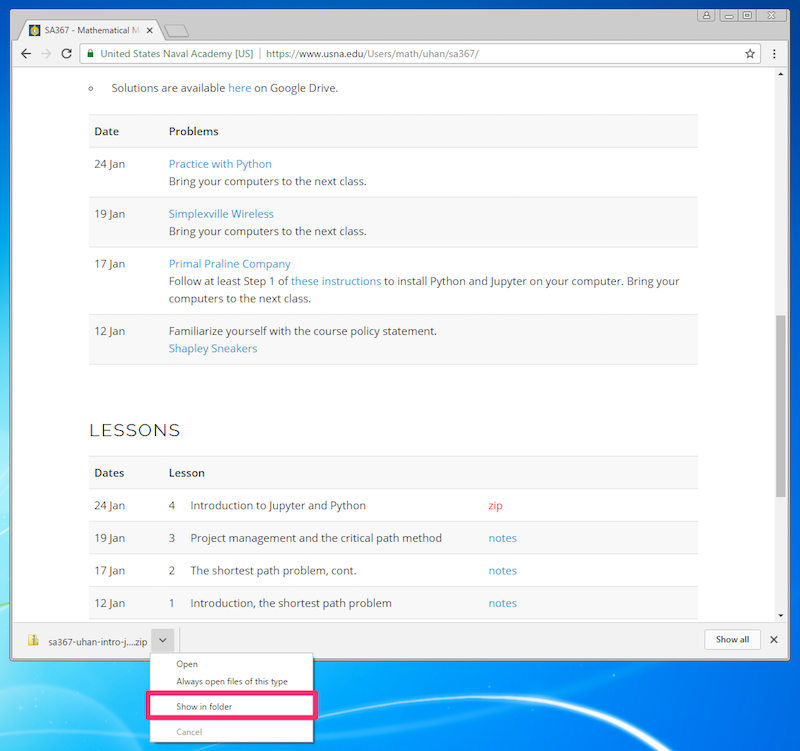 SA367 - Mathematical M
United States Naval Academy [US] https://www.usna.edu/Users/math/uhan/sa367/
Solutions are available here on Google Drive.
Date Problems
24 Jan Practice with Python
Bring your computers to the next class.
19 Jan Simplexville Wireless
Bring your computers to the next class.
17 Jan Primal Praline Company
Follow at least Step 1 of these instructions to install Python and Jupyter on your computer. Bring your
computers to the next class.
12 Jan Familiarize yourself with the course policy statement.
Shapley Sneakers
LESSONS
Dates Lesson
24 Jan 4 Introduction to Jupyter and Python zip
19 Jan 3 Project management and the critical path method notes
17 Jan 2 The shortest path problem, cont. notes
12 Jan 1 Introduction, the shortest path problem notes
sa367-uhan-intro-j....zip Show all
Open
Always open files of this type
Show in folder
Cancel